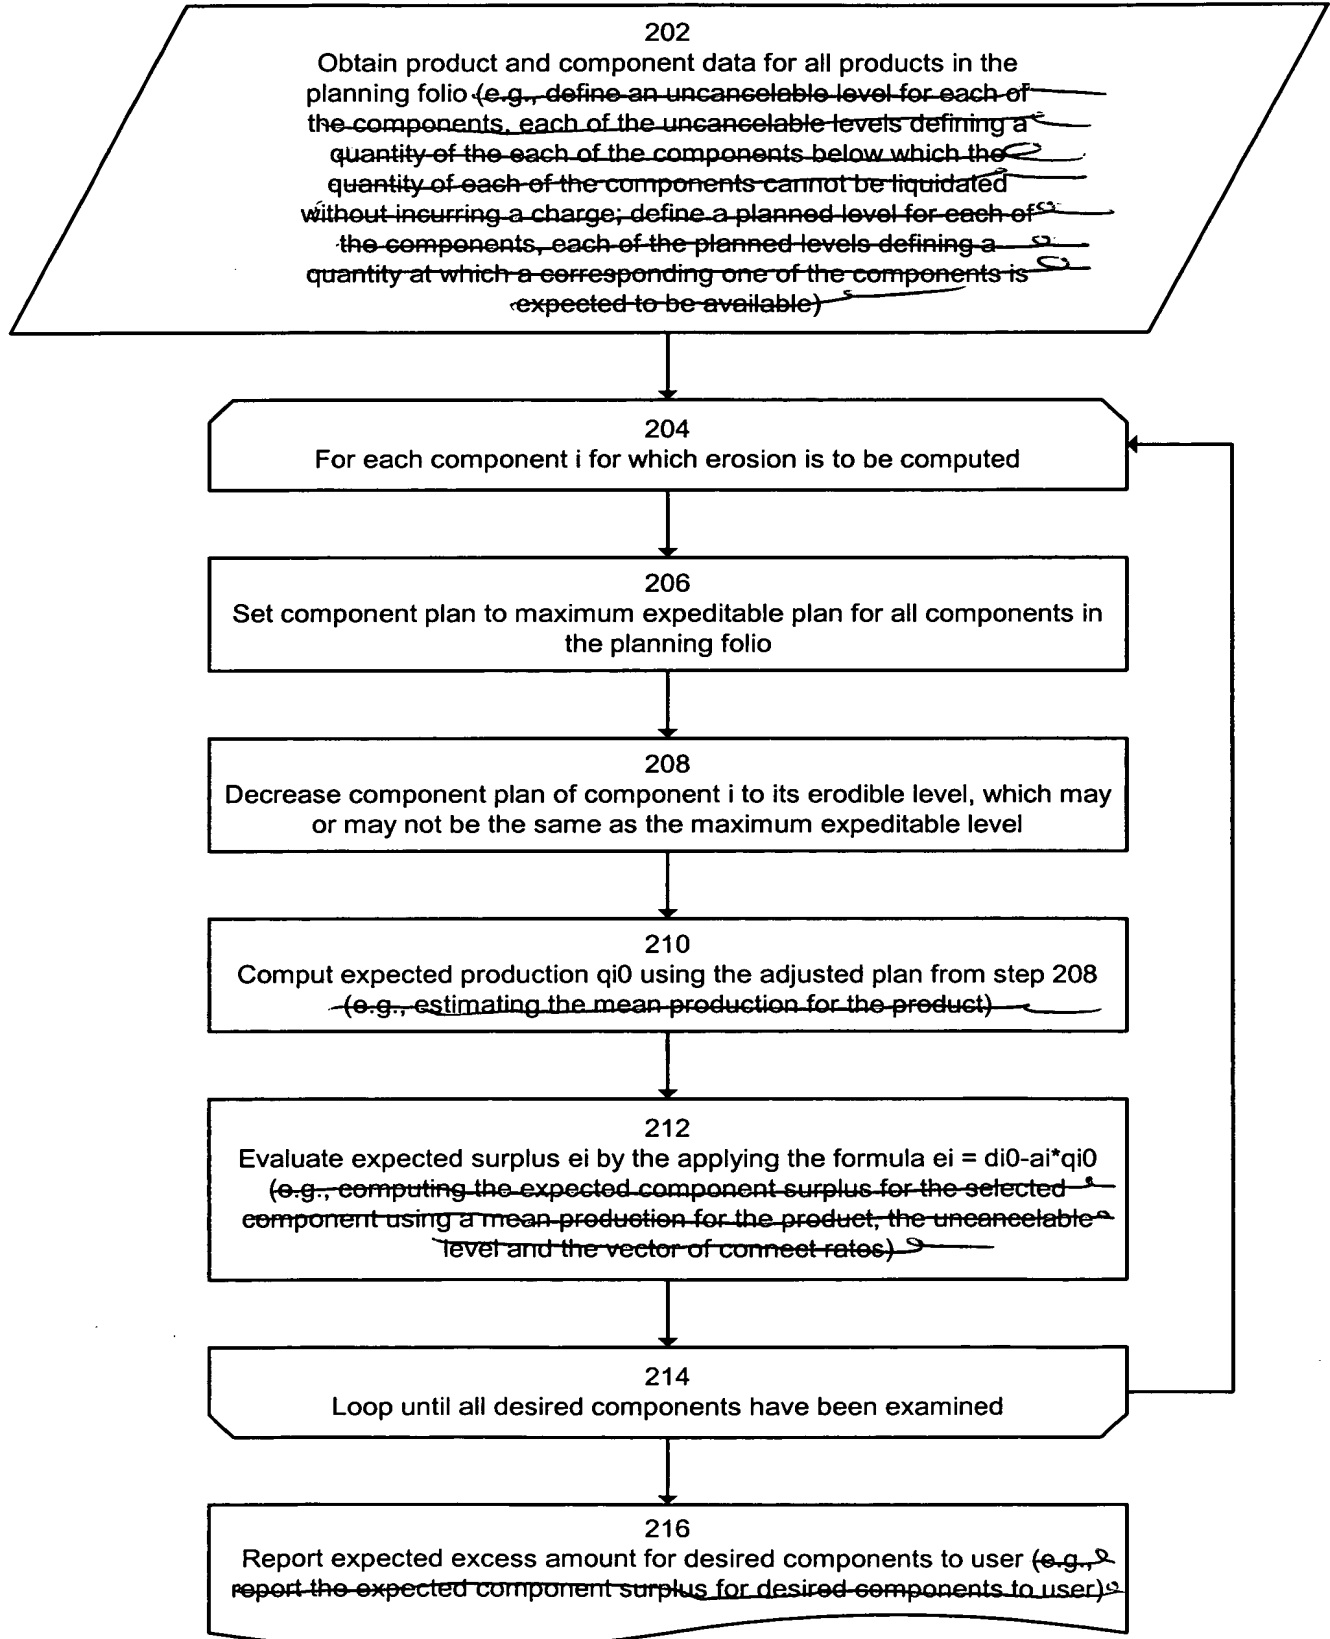 202
Obtain product and component data for all products in the
planning folio (e.g., define an uncancelable level for each of
the components, each of the uncancelable levels defining a
quantity of the each of the components below which the
quantity of each of the components cannot be liquidated
without incurring a charge; define a planned level for each of
the components, each of the planned levels defining a
quantity at which a corresponding one of the components is
expected to be available)
204
For each component i for which erosion is to be computed
206
Set component plan to maximum expeditable plan for all components in
the planning folio
208
Decrease component plan of component i to its erodible level, which may
or may not be the same as the maximum expeditable level
210
Comput expected production qi0 using the adjusted plan from step 208
(e.g., estimating the mean production for the product)
212
Evaluate expected surplus ei by the applying the formula ei = di0-ai*qi0
(e.g., computing the expected component surplus for the selected
component using a mean production for the product, the uncancelable
level and the vector of connect rates)
214
Loop until all desired components have been examined
216
Report expected excess amount for desired components to user (e.g.,
report the expected component surplus for desired components to user)